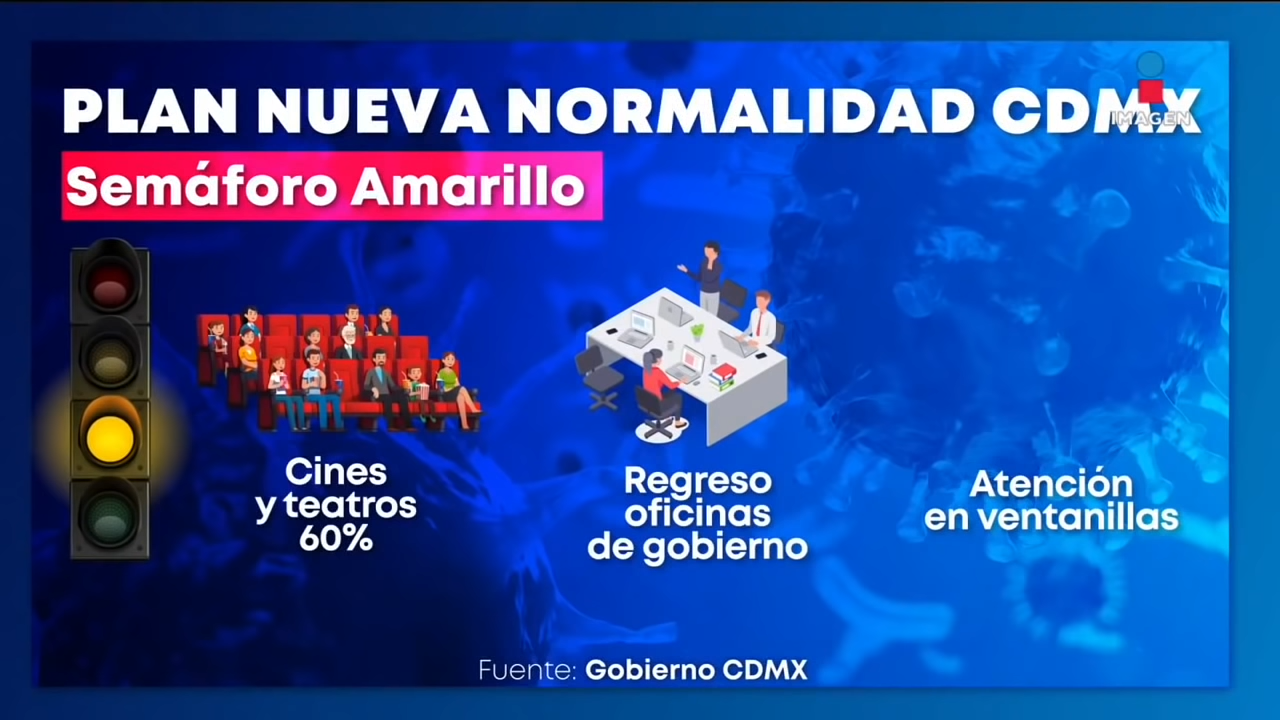 PLAN NUEVA NORMALIDAD CDMX
IMAGEN
Semáforo Amarillo
Cines
y teatros
60%
Regreso
oficinas
de gobierno
Atención
en ventanillas
Fuente: Gobierno CDMX